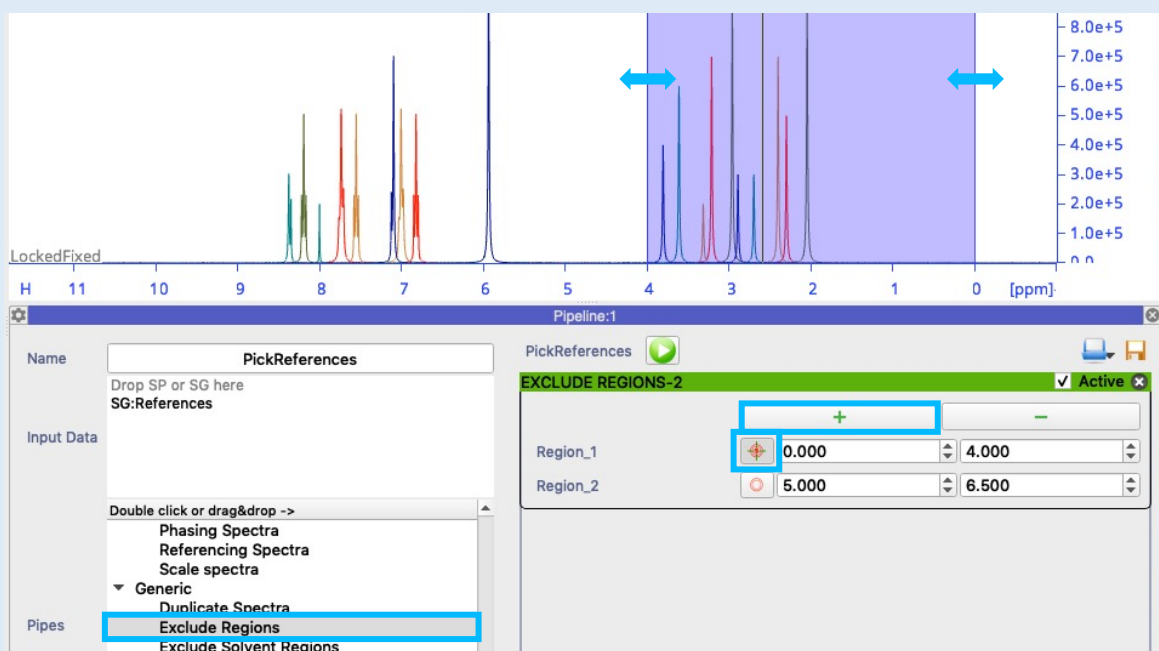 8.0e+5
7.0e+5
6.0e+5
5.0e+5
4.0e+5
3.0e+5
2.0e+5
1.0e+5
0.0
LockedFixed
H 11 10 9 8 7 6 5 4 3 2 1 0 [ppm]
Pipeline:1
Name PickReferences
Drop SP or SG here
SG:References
Input Data
Double click or drag&drop ->
Phasing Spectra
Referencing Spectra
Scale spectra
Generic
Duplicate Spectra
Pipes
Exclude Regions
Exclude Solvent Regions
PickReferences
EXCLUDE REGIONS-2 Active
+ −
Region_1 0.000 4.000
Region_2 5.000 6.500